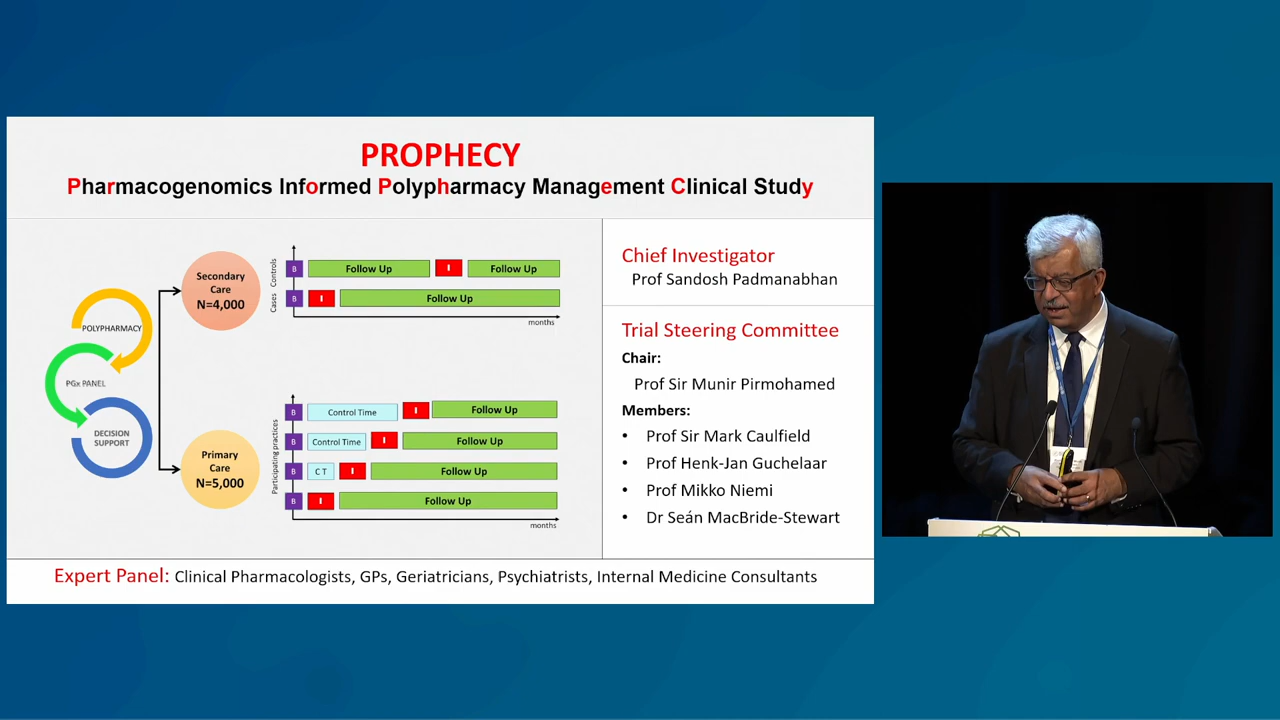 PROPHECY
Pharmacogenomics Informed Polypharmacy Management Clinical Study
POLYPHARMACY
PGx PANEL
DECISION
SUPPORT
Secondary
Care
N=4,000
Controls
Cases
B
Follow Up
I
Follow Up
B
I
Follow Up
months
Primary
Care
N=5,000
Participating practices
B
Control Time
I
Follow Up
B
Control Time
I
Follow Up
B
C T
I
Follow Up
B
I
Follow Up
months
Chief Investigator
Prof Sandosh Padmanabhan
Trial Steering Committee
Chair:
Prof Sir Munir Pirmohamed
Members:
• Prof Sir Mark Caulfield
• Prof Henk-Jan Guchelaar
• Prof Mikko Niemi
• Dr Seán MacBride-Stewart
Expert Panel: Clinical Pharmacologists, GPs, Geriatricians, Psychiatrists, Internal Medicine Consultants